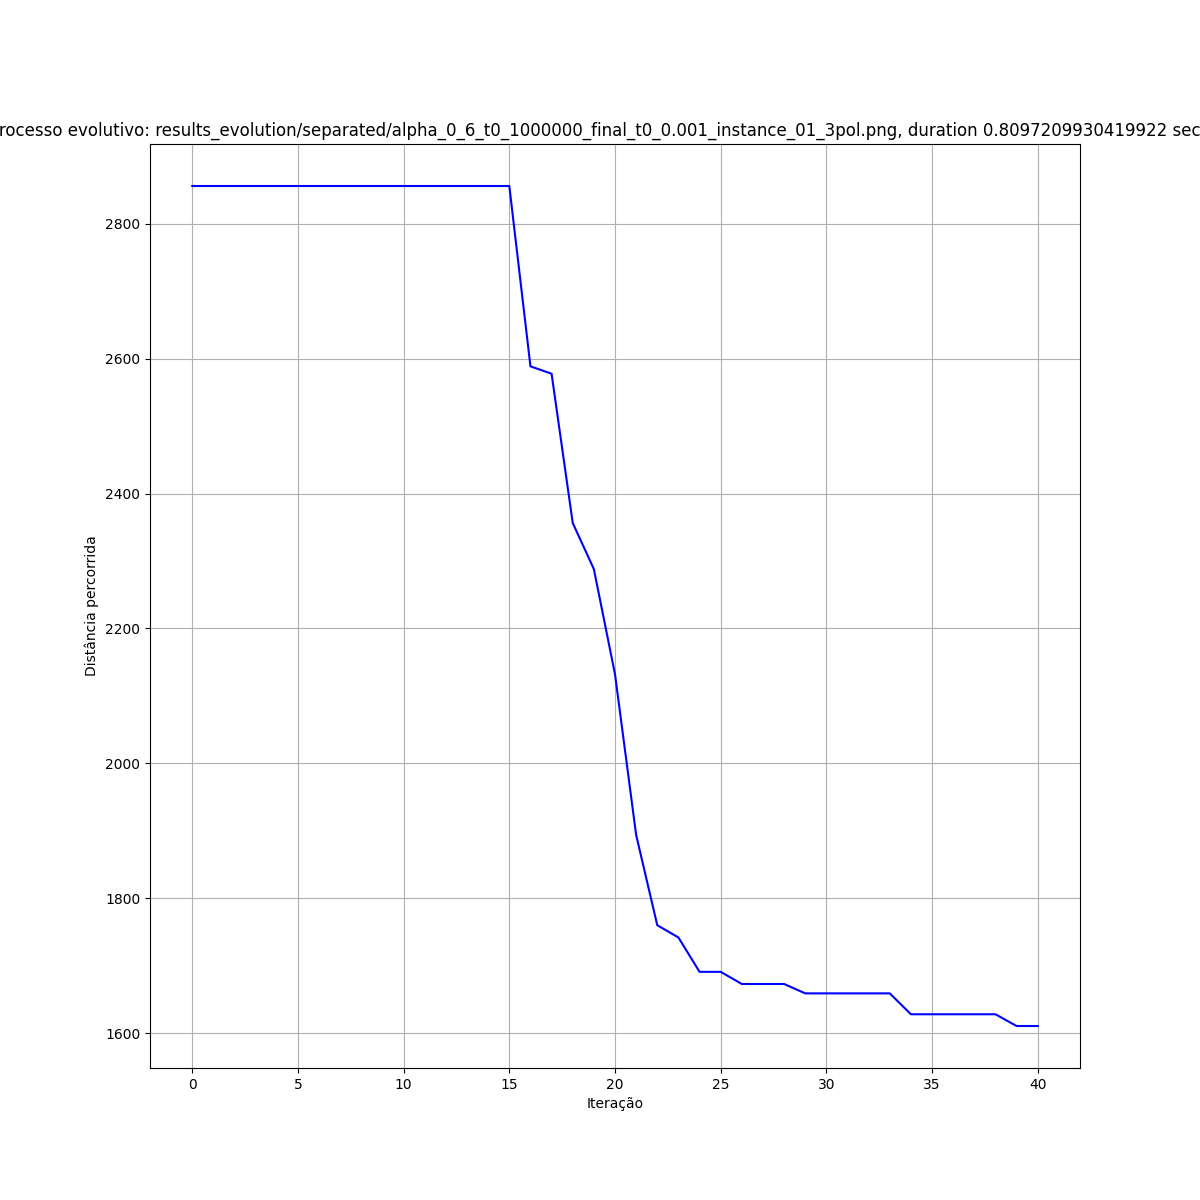 rocesso evolutivo: results_evolution/separated/alpha_0_6_t0_1000000_final_t0_0.001_instance_01_3pol.png, duration 0.8097209930419922 sec
2800
2600
2400
2200
2000
1800
1600
Distância percorrida
0 5 10 15 20 25 30 35 40
Iteração